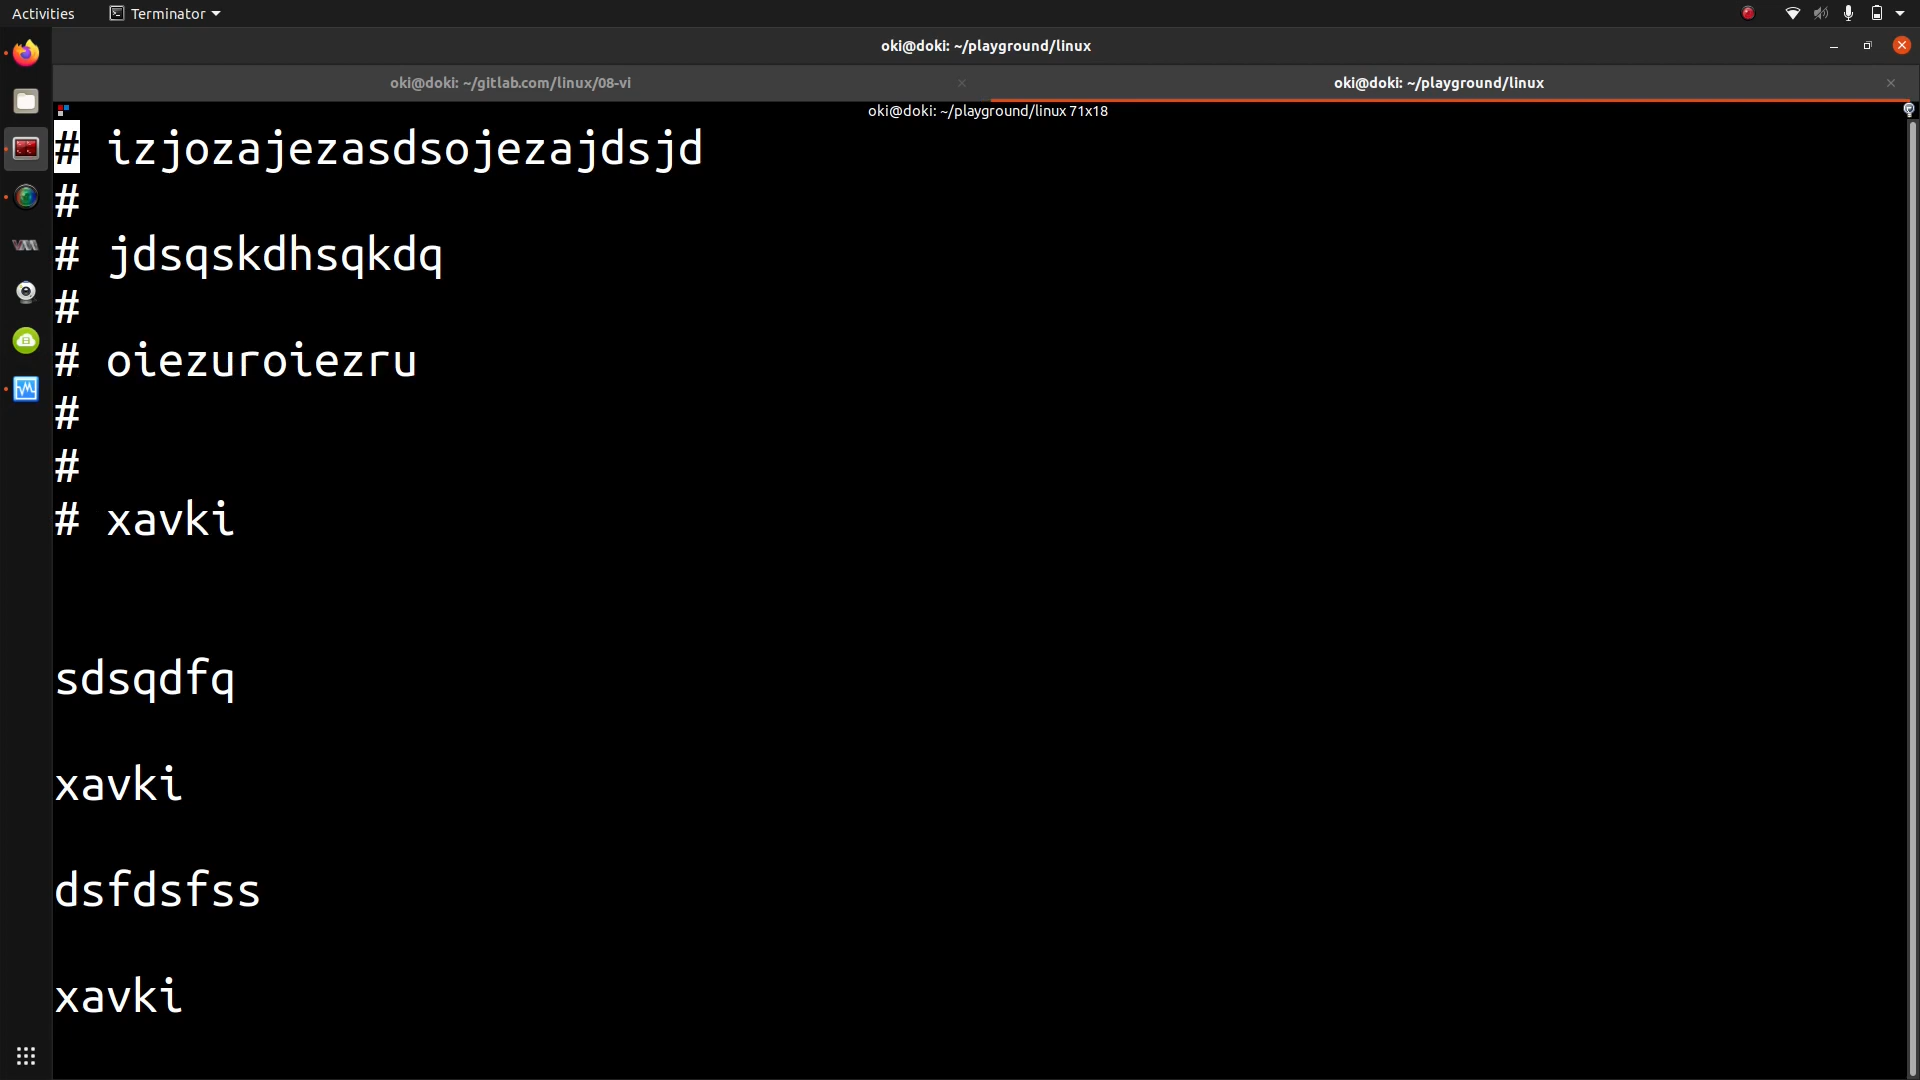 Activities
Terminator
oki@doki: ~/playground/linux
oki@doki: ~/gitlab.com/linux/08-vi
oki@doki: ~/playground/linux
oki@doki: ~/playground/linux 71x18
# izjozajezasdsojezajdsjd
#
# jdsqskdhsqkdq
#
# oiezuroiezru
#
#
# xavki
sdsqdfq
xavki
dsfdsfss
xavki